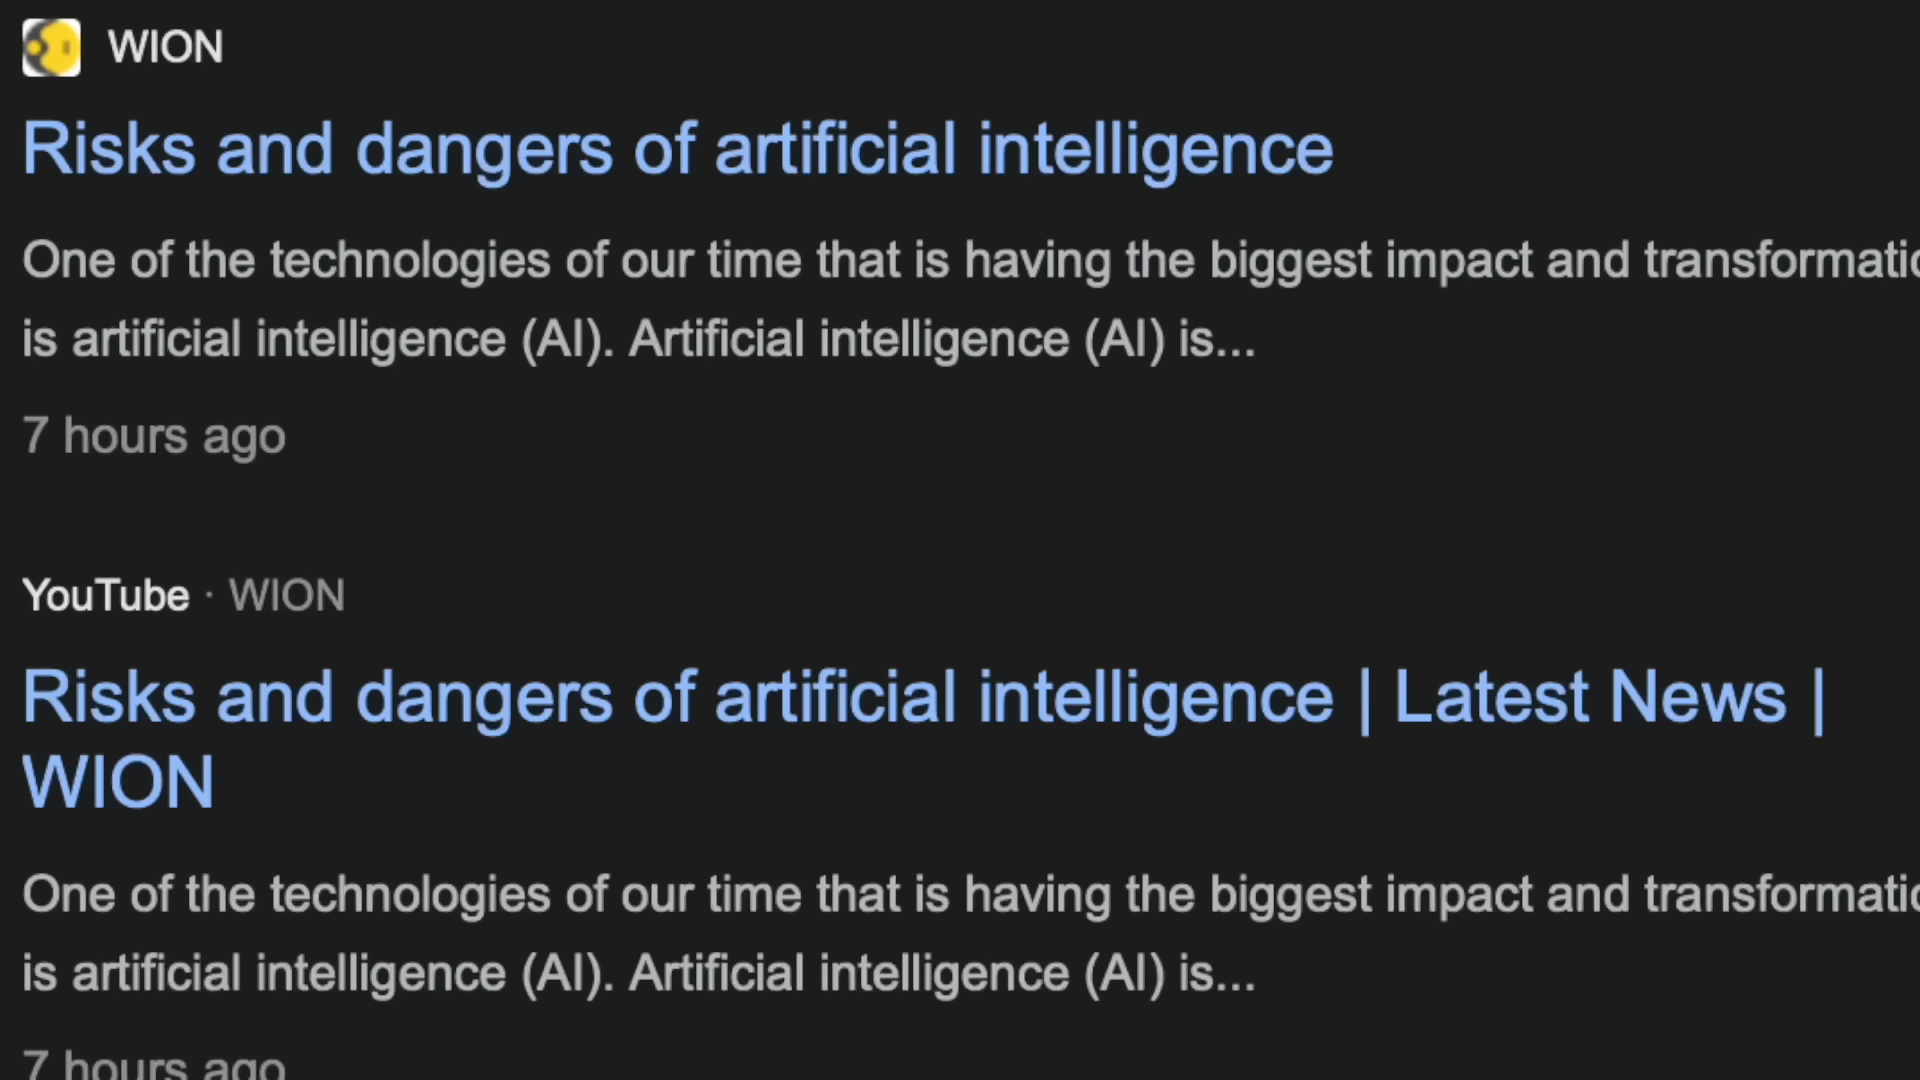 WION
Risks and dangers of artificial intelligence
One of the technologies of our time that is having the biggest impact and
is artificial intelligence (AI). Artificial intelligence (AI) is...
7 hours ago
YouTube · WION
Risks and dangers of artificial intelligence | Latest News |
WION
One of the technologies of our time that is having the biggest impact and
is artificial intelligence (AI). Artificial intelligence (AI) is...
7 hours ago